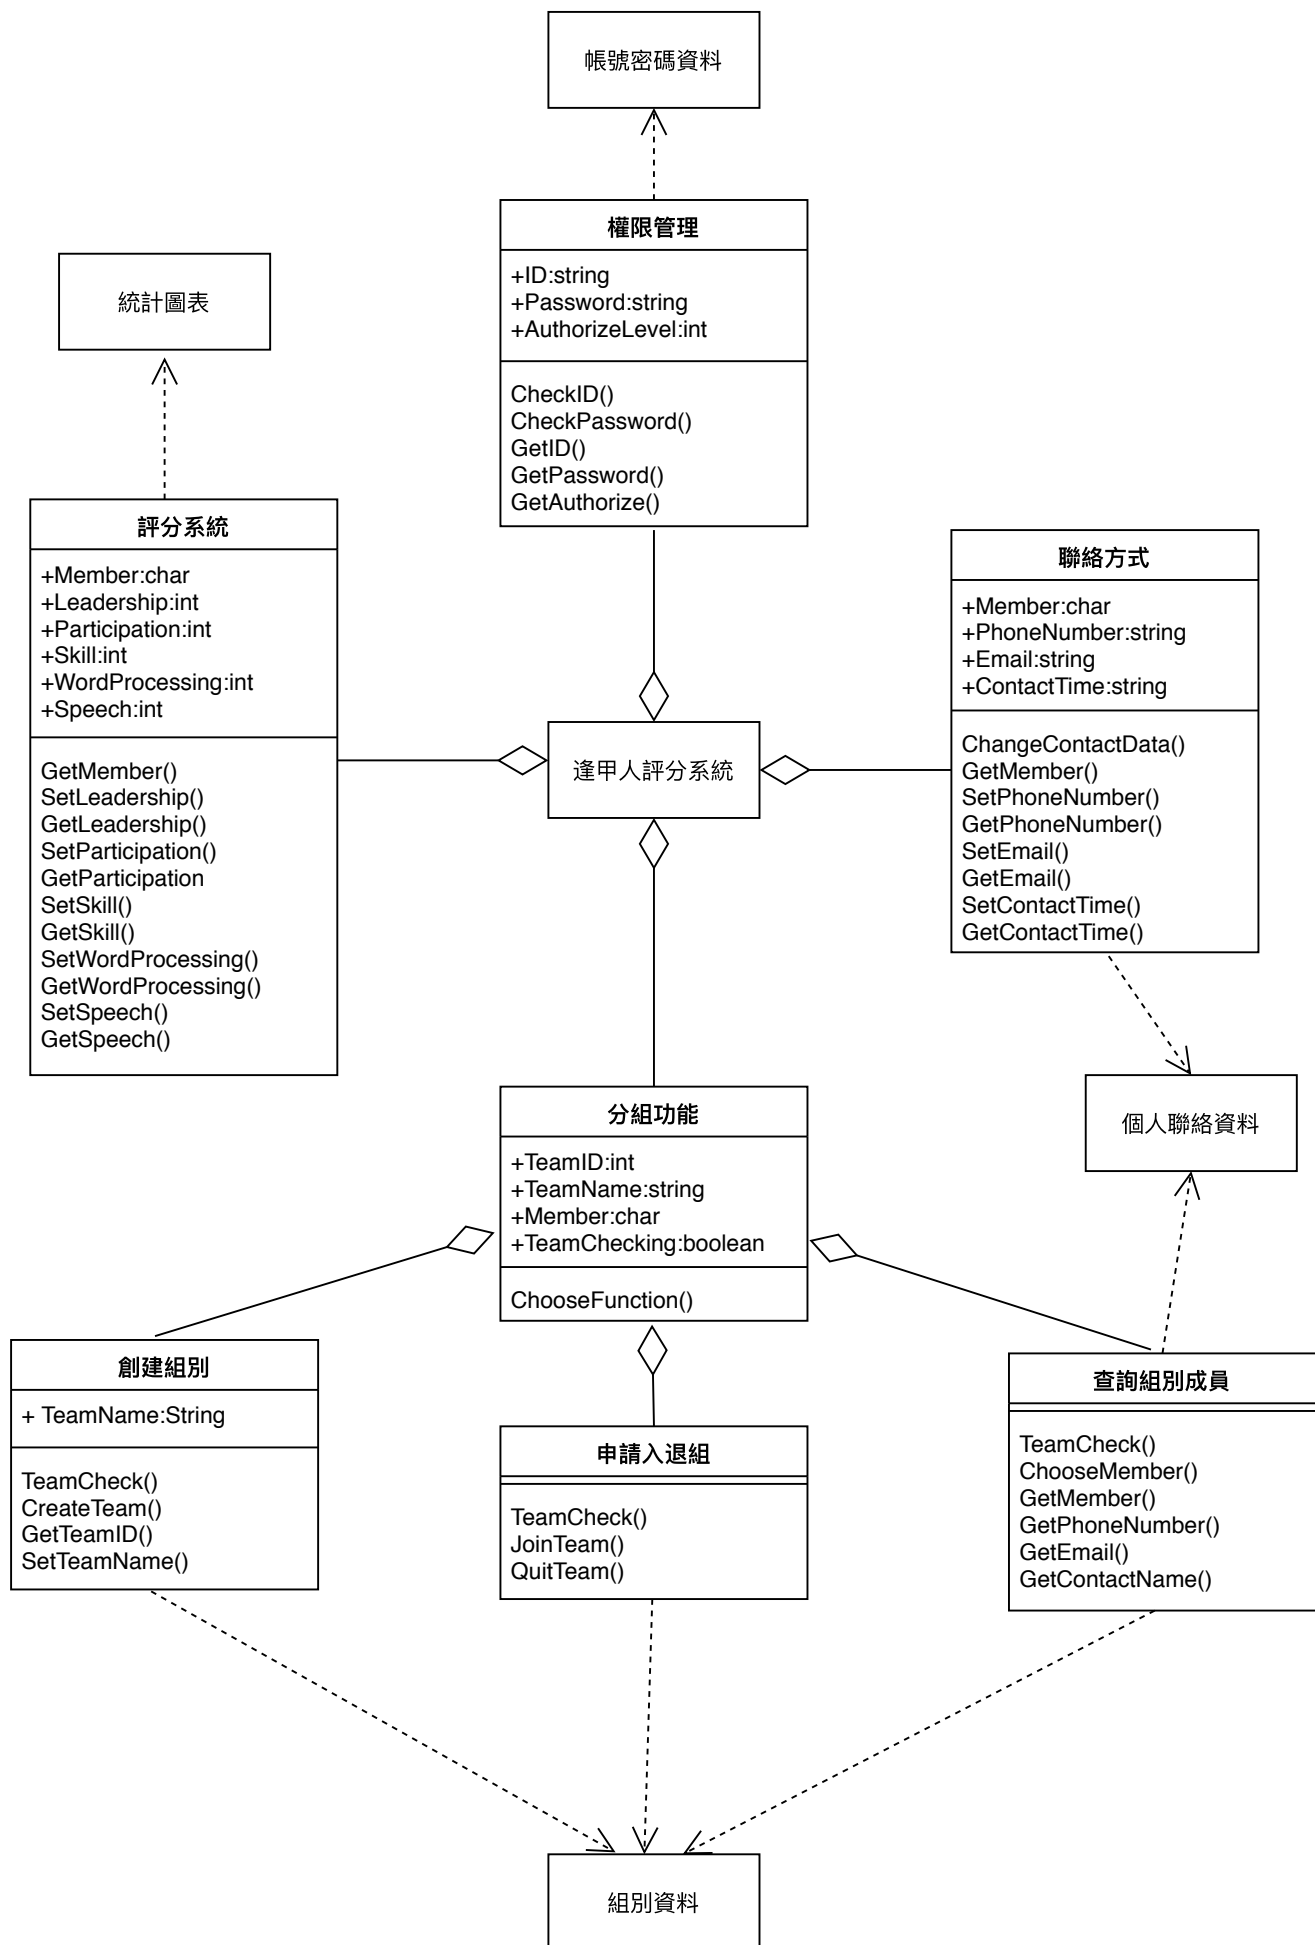 帳號密碼資料
權限管理
+ID:string
+Password:string
+AuthorizeLevel:int
CheckID()
CheckPassword()
GetID()
GetPassword()
GetAuthorize()
統計圖表
評分系統
+Member:char
+Leadership:int
+Participation:int
+Skill:int
+WordProcessing:int
+Speech:int
GetMember()
SetLeadership()
GetLeadership()
SetParticipation()
GetParticipation
SetSkill()
GetSkill()
SetWordProcessing()
GetWordProcessing()
SetSpeech()
GetSpeech()
逢甲人評分系統
聯絡方式
+Member:char
+PhoneNumber:string
+Email:string
+ContactTime:string
ChangeContactData()
GetMember()
SetPhoneNumber()
GetPhoneNumber()
SetEmail()
GetEmail()
SetContactTime()
GetContactTime()
個人聯絡資料
分組功能
+TeamID:int
+TeamName:string
+Member:char
+TeamChecking:boolean
ChooseFunction()
創建組別
+ TeamName:String
TeamCheck()
CreateTeam()
GetTeamID()
SetTeamName()
申請入退組
TeamCheck()
JoinTeam()
QuitTeam()
查詢組別成員
TeamCheck()
ChooseMember()
GetMember()
GetPhoneNumber()
GetEmail()
GetContactName()
組別資料